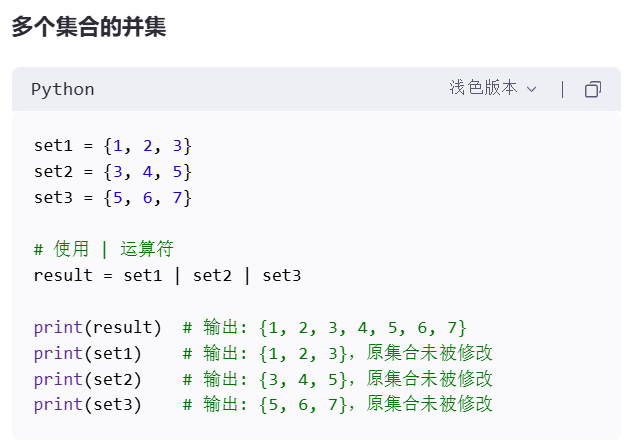 多个集合的并集
Python 浅色版本
set1 = {1, 2, 3}
set2 = {3, 4, 5}
set3 = {5, 6, 7}
# 使用 | 运算符
result = set1 | set2 | set3
print(result)  # 输出: {1, 2, 3, 4, 5, 6, 7}
print(set1)    # 输出: {1, 2, 3}，原集合未被修改
print(set2)    # 输出: {3, 4, 5}，原集合未被修改
print(set3)    # 输出: {5, 6, 7}，原集合未被修改